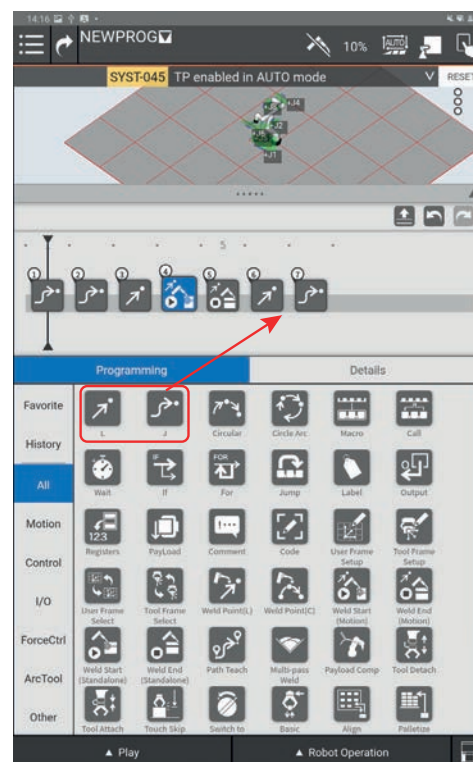 14:16
NEWPROG
10%
AUTO
SYST-045 TP enabled in AUTO mode
RESET
J4
J2
J1
5
1 2 3 4 5 6 7
Programming Details
Favorite
History
All
Motion
Control
I/O
ForceCtrl
ArcTool
Other
L J Circular Circle Arc Macro Call
IF FOR
Wait If For Jump Label Output
123
Registers PayLoad Comment Code User Frame Setup Tool Frame Setup
User Frame Select Tool Frame Select Weld Point(L) Weld Point(C) Weld Start (Motion) Weld End (Motion)
Weld Start (Standalone) Weld End (Standalone) Path Teach Multi-pass Weld Payload Comp Tool Detach
Tool Attach Touch Skip Switch to Basic Align Palletize
▲ Play ▲ Robot Operation